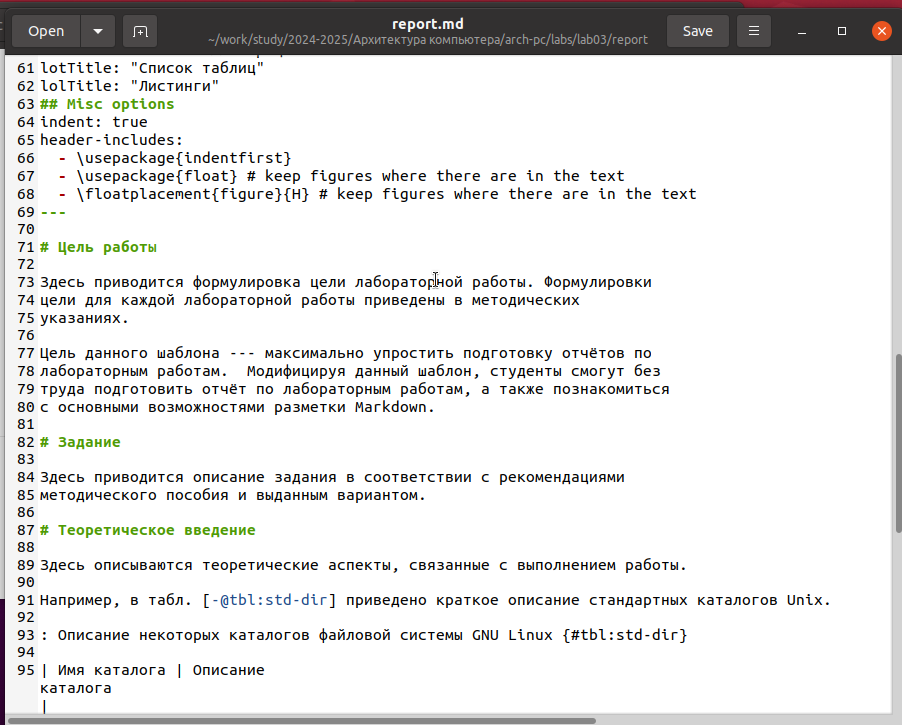 Open
report.md
~/work/study/2024-2025/Архитектура компьютера/arch-pc/labs/lab03/report
Save
61 lotTitle: "Список таблиц"
62 lolTitle: "Листинги"
63 ## Misc options
64 indent: true
65 header-includes:
66   - \usepackage{indentfirst}
67   - \usepackage{float} # keep figures where there are in the text
68   - \floatplacement{figure}{H} # keep figures where there are in the text
69 ---
70
71 # Цель работы
72
73 Здесь приводится формулировка цели лабораторной работы. Формулировки
74 цели для каждой лабораторной работы приведены в методических
75 указаниях.
76
77 Цель данного шаблона --- максимально упростить подготовку отчётов по
78 лабораторным работам.  Модифицируя данный шаблон, студенты смогут без
79 труда подготовить отчёт по лабораторным работам, а также познакомиться
80 с основными возможностями разметки Markdown.
81
82 # Задание
83
84 Здесь приводится описание задания в соответствии с рекомендациями
85 методического пособия и выданным вариантом.
86
87 # Теоретическое введение
88
89 Здесь описываются теоретические аспекты, связанные с выполнением работы.
90
91 Например, в табл. [-@tbl:std-dir] приведено краткое описание стандартных каталогов Unix.
92
93 : Описание некоторых каталогов файловой системы GNU Linux {#tbl:std-dir}
94
95 | Имя каталога | Описание
каталога
|